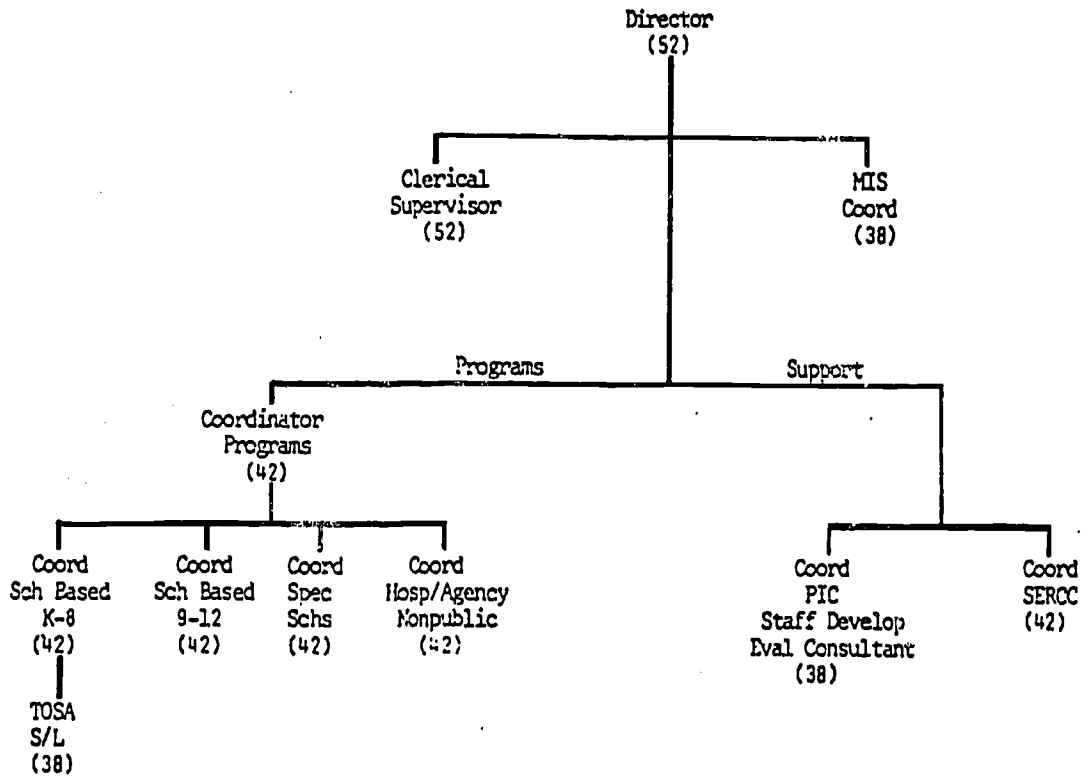 Director
(52)
Clerical
Supervisor
(52)
MIS
Coord
(38)
Programs
Support
Coordinator
Programs
(42)
Coord
Sch Based
K-8
(42)
Coord
Sch Based
9-12
(42)
Coord
Spec
Schs
(42)
Coord
Hosp/Agency
Nonpublic
(42)
Coord
PIC
Staff Develop
Eval Consultant
(38)
Coord
SERCC
(42)
TOSA
S/L
(38)